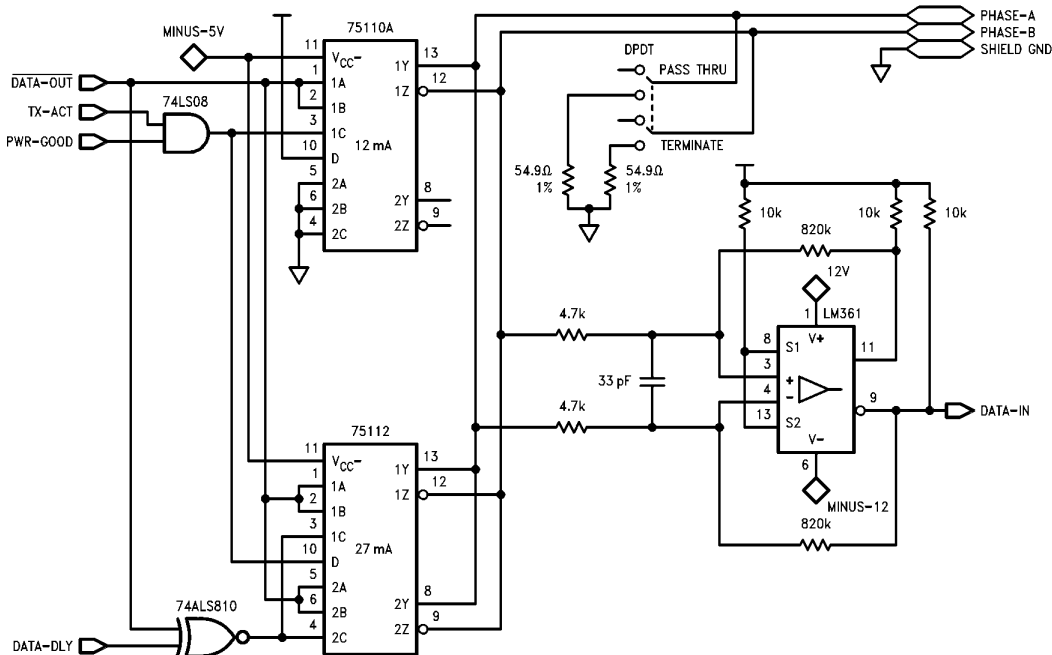 PHASE-A
PHASE-B
SHIELD GND
MINUS-5V
75110A
11 VCC- 1Y 13
1 1A 1Z 12
2 1B
3 1C
10 D 12 mA
5 2A
6 2B 2Y 8
4 2C 2Z 9
DATA-OUT
TX-ACT
PWR-GOOD
74LS08
DPDT
PASS THRU
TERMINATE
54.9Ω 1%
54.9Ω 1%
10k
10k
10k
820k
12V
1 LM361
V+
8 S1 11
3 +
4 - 9
13 S2
V-
6
DATA-IN
MINUS-12
820k
4.7k
33 pF
4.7k
75112
11 VCC- 1Y 13
1 1A 1Z 12
2 1B
3 1C
10 D 27 mA
5 2A
6 2B 2Y 8
4 2C 2Z 9
74ALS810
DATA-DLY